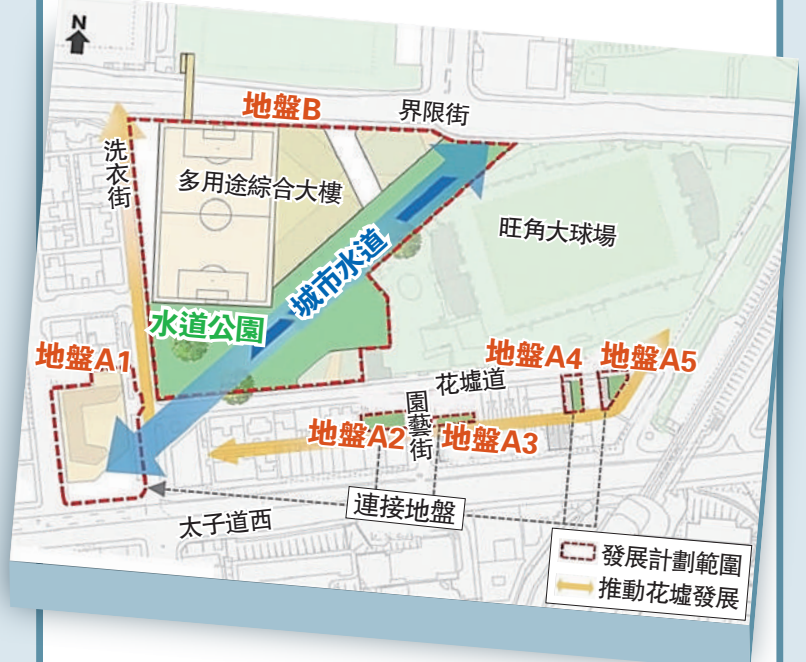 N
地盤B
界限街
洗衣街
多用途綜合大樓
旺角大球場
城市水道
水道公園
地盤A1
地盤A4
地盤A5
花墟道
園藝街
地盤A2
地盤A3
連接地盤
太子道西
發展計劃範圍
推動花墟發展